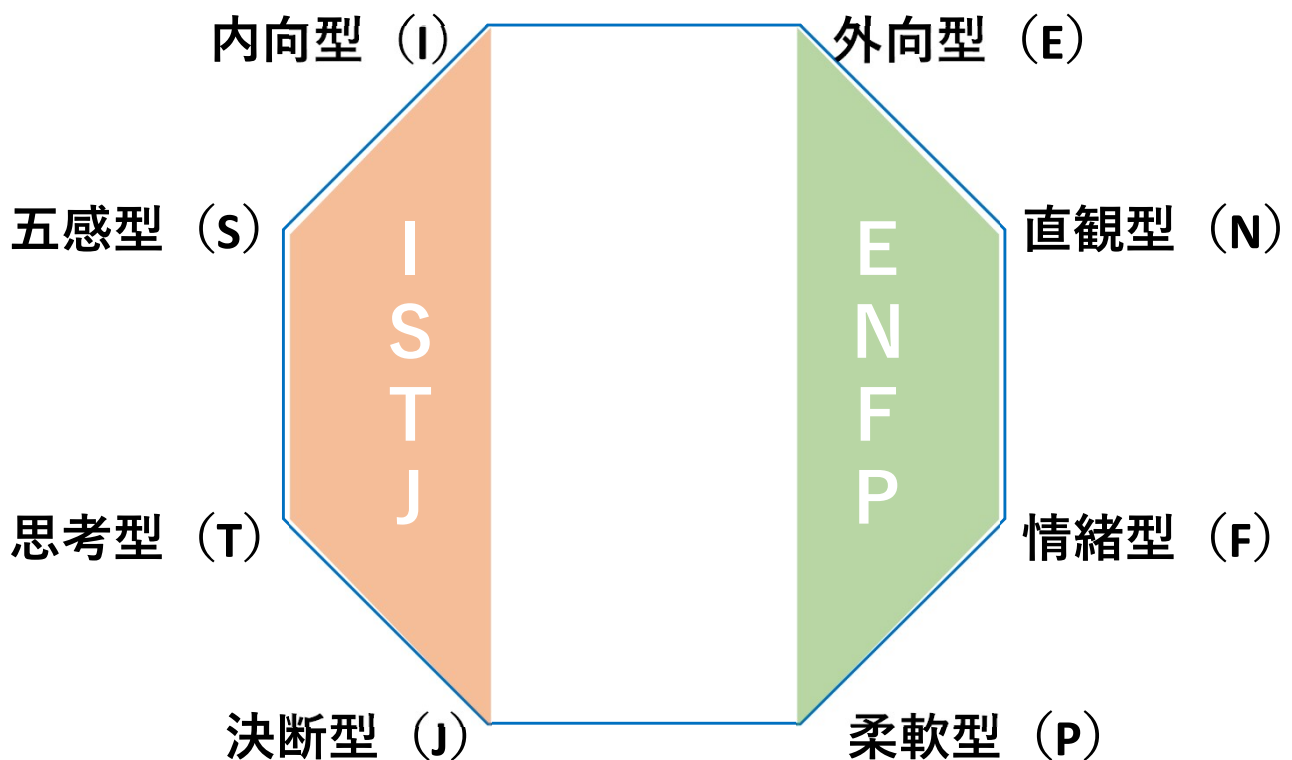 内向型（I）
外向型（E）
五感型（S）
直観型（N）
I
S
T
J
E
N
F
P
思考型（T）
情緒型（F）
決断型（J）
柔軟型（P）